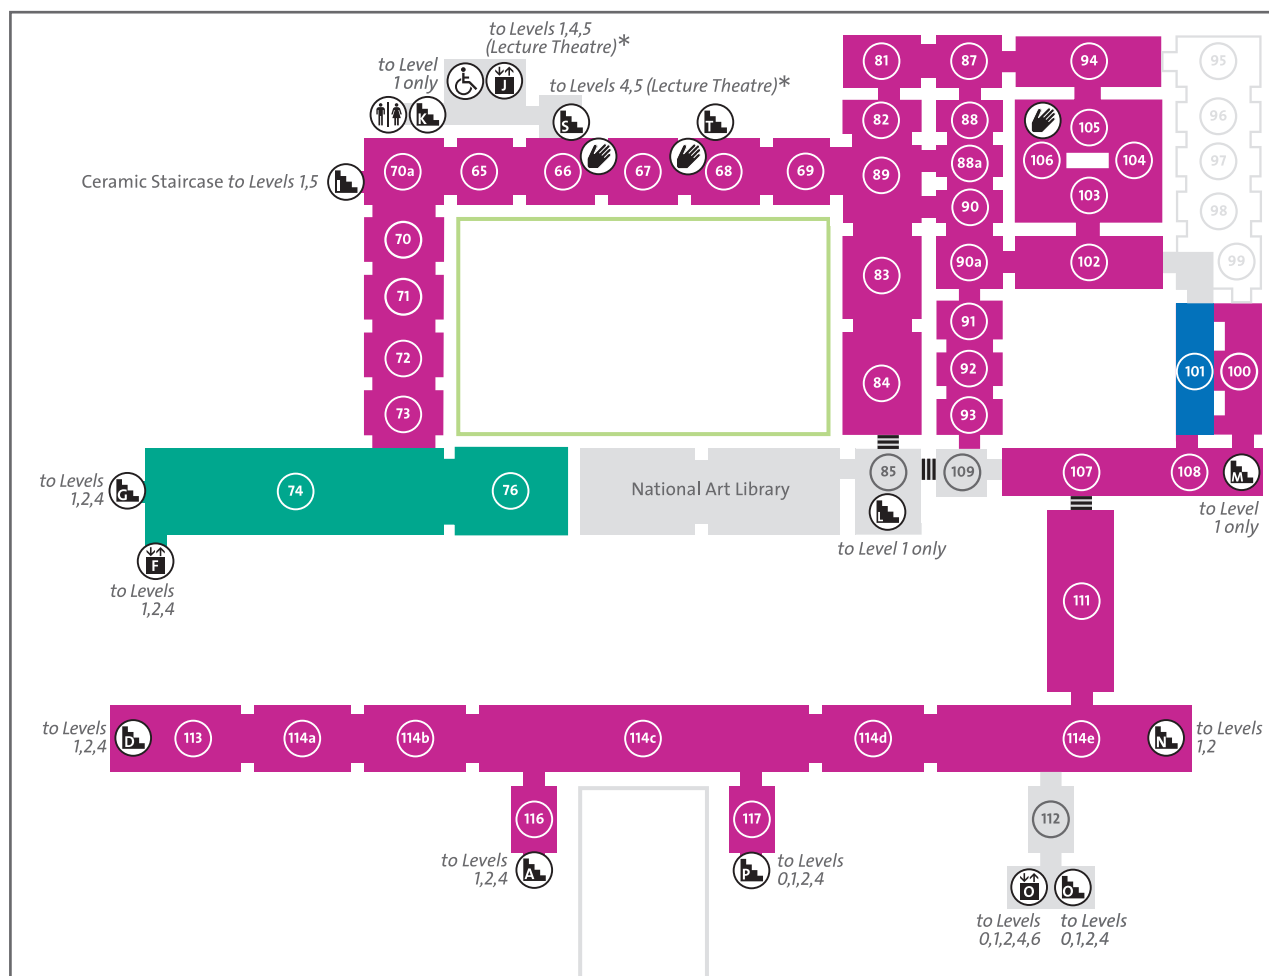 to Levels 1,4,5
(Lecture Theatre)*
to Level
1 only
J
K
to Levels 4,5 (Lecture Theatre)*
S
T
81
87
94
95
82
88
105
96
Ceramic Staircase to Levels 1,5
I
70a
65
66
67
68
69
89
88a
106
104
97
90
103
98
70
83
90a
102
99
71
91
72
84
92
101
100
73
93
to Levels
1,2,4
G
74
76
National Art Library
85
109
107
108
M
L
to Level 1 only
to Level
1 only
F
to Levels
1,2,4
111
to Levels
1,2,4
D
113
114a
114b
114c
114d
114e
N
to Levels
1,2
116
117
112
to Levels
1,2,4
A
P
to Levels
0,1,2,4
O
O
to Levels
0,1,2,4,6
to Levels
0,1,2,4